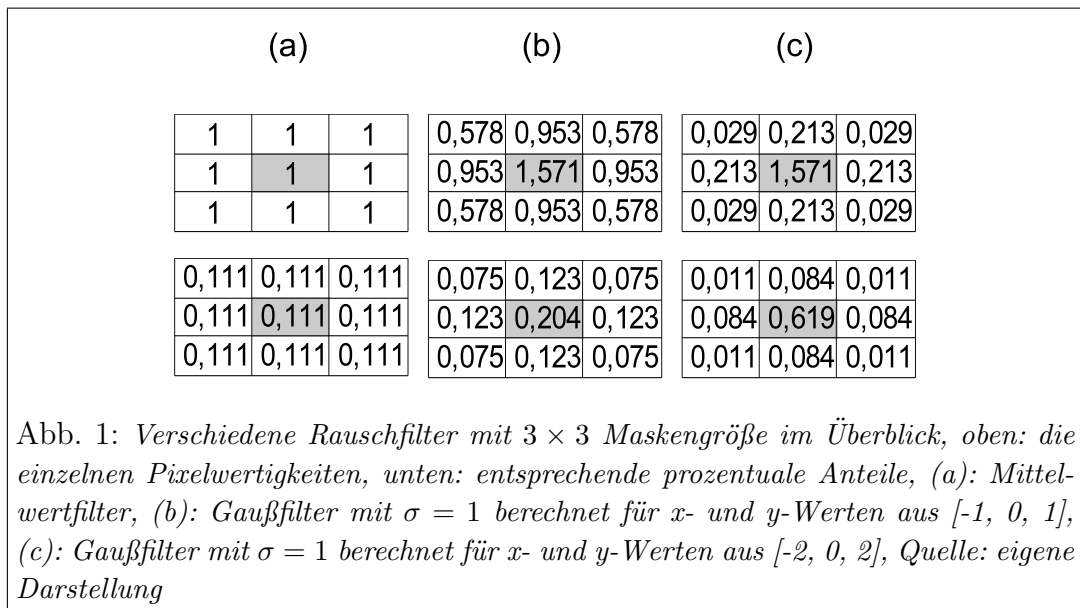 (a) (b) (c)
1 1 1 0,578 0,953 0,578 0,029 0,213 0,029
1 1 1 0,953 1,571 0,953 0,213 1,571 0,213
1 1 1 0,578 0,953 0,578 0,029 0,213 0,029
0,111 0,111 0,111 0,075 0,123 0,075 0,011 0,084 0,011
0,111 0,111 0,111 0,123 0,204 0,123 0,084 0,619 0,084
0,111 0,111 0,111 0,075 0,123 0,075 0,011 0,084 0,011
Abb. 1: Verschiedene Rauschfilter mit 3 × 3 Maskengröße im Überblick, oben: die
einzelnen Pixelwertigkeiten, unten: entsprechende prozentuale Anteile, (a): Mittel-
wertfilter, (b): Gaußfilter mit σ = 1 berechnet für x- und y-Werten aus [-1, 0, 1],
(c): Gaußfilter mit σ = 1 berechnet für x- und y-Werten aus [-2, 0, 2], Quelle: eigene
Darstellung